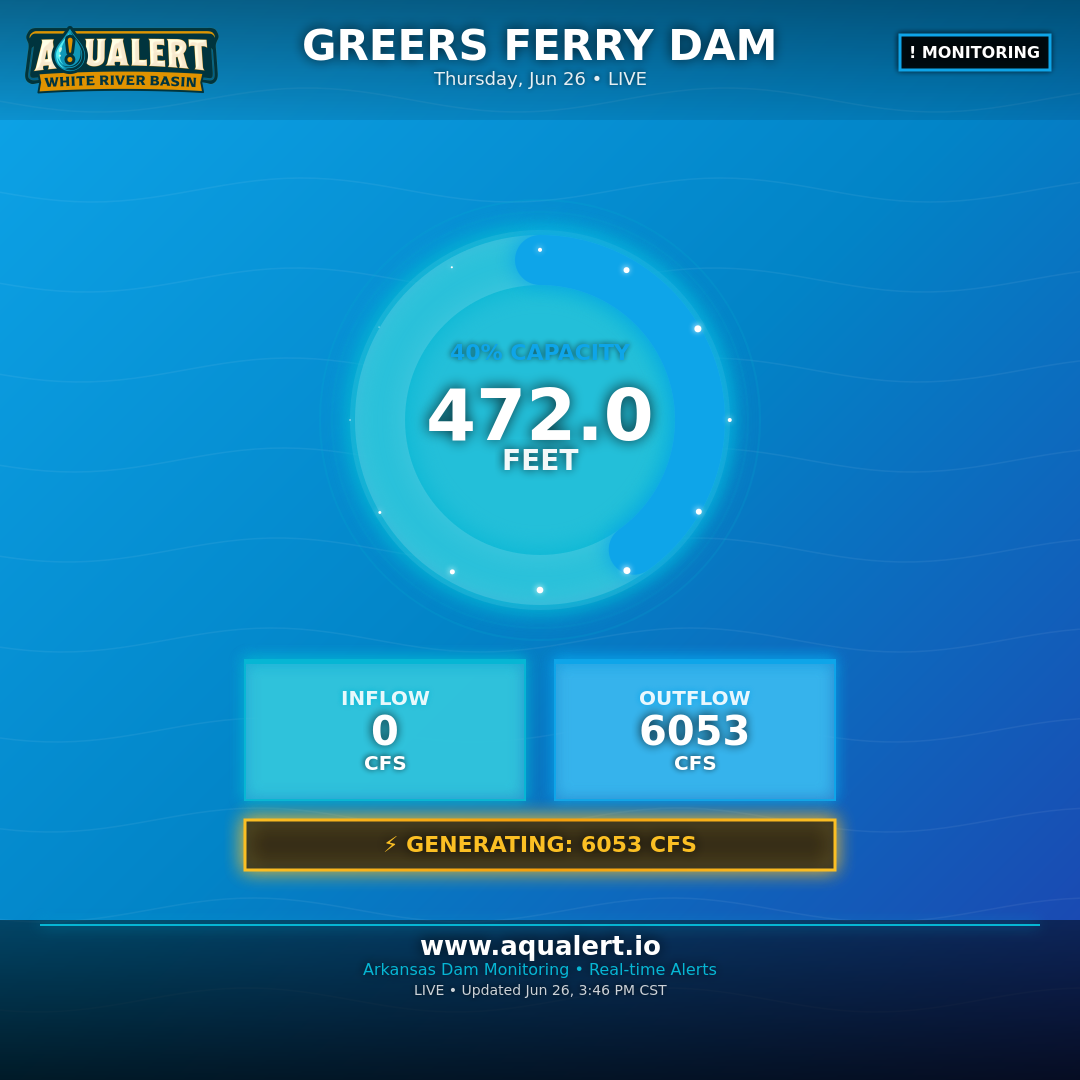 AQUALERT
WHITE RIVER BASIN
GREERS FERRY DAM
Thursday, Jun 26 • LIVE
! MONITORING
40% CAPACITY
472.0
FEET
INFLOW
0
CFS
OUTFLOW
6053
CFS
⚡ GENERATING: 6053 CFS
www.aqualert.io
Arkansas Dam Monitoring • Real-time Alerts
LIVE • Updated Jun 26, 3:46 PM CST